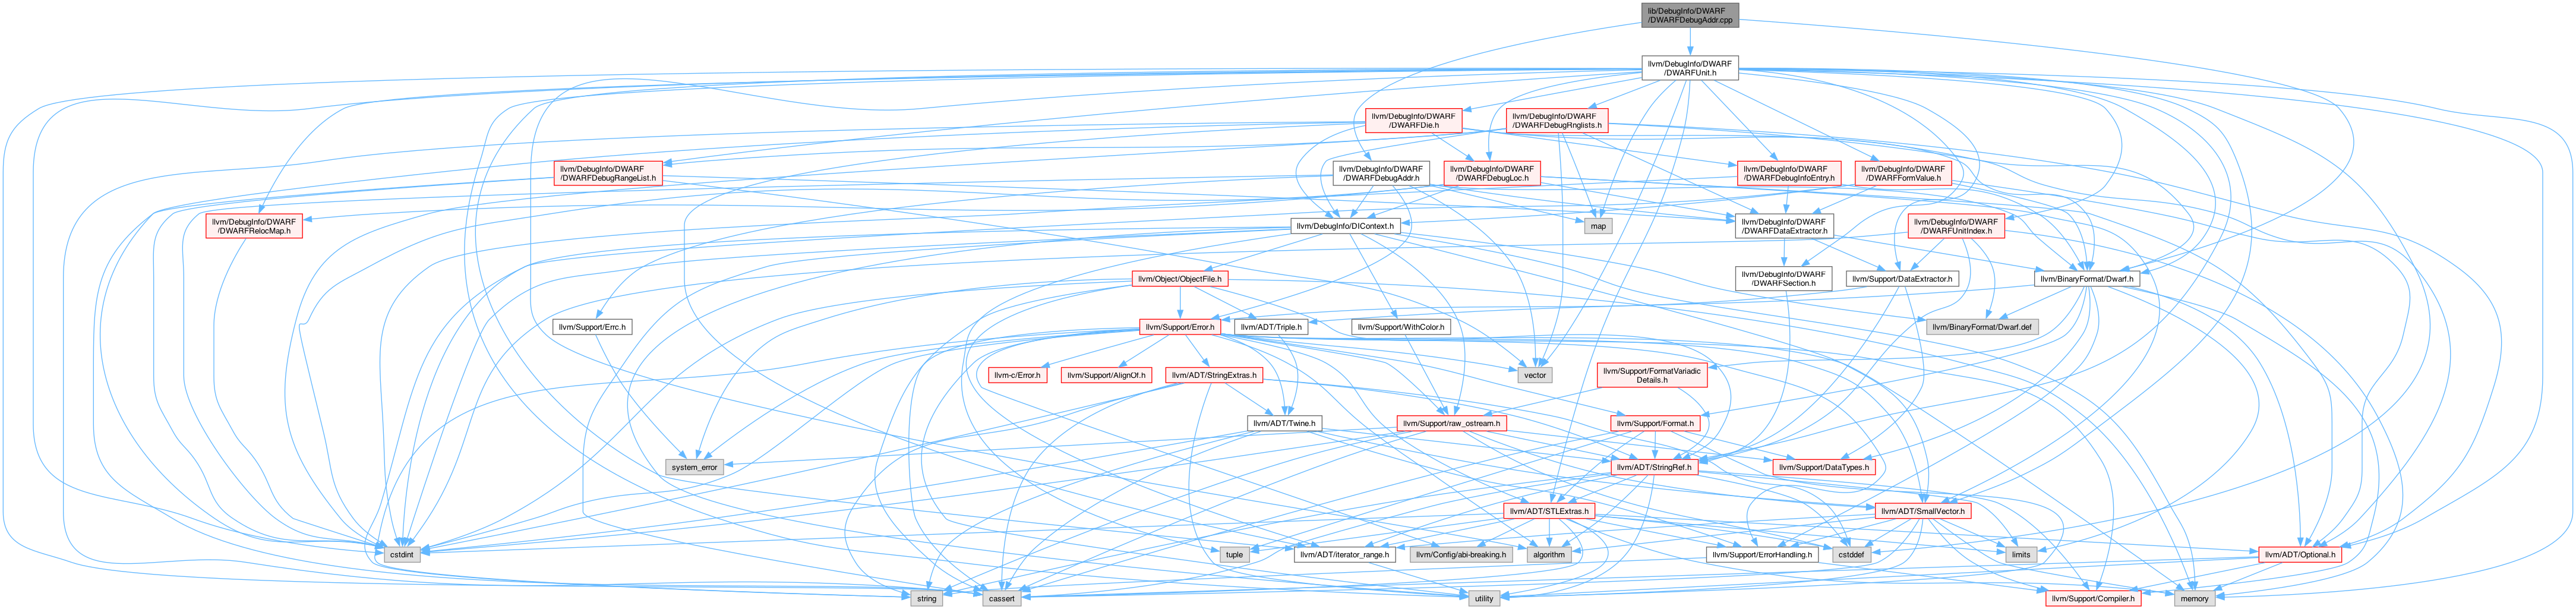 lib/DebugInfo/DWARF
/DWARFDebugAddr.cpp
llvm/DebugInfo/DWARF
/DWARFUnit.h
llvm/DebugInfo/DWARF
/DWARFDie.h
llvm/DebugInfo/DWARF
/DWARFDebugRnglists.h
llvm/DebugInfo/DWARF
/DWARFDebugRangeList.h
llvm/DebugInfo/DWARF
/DWARFDebugAddr.h
llvm/DebugInfo/DWARF
/DWARFDebugLoc.h
llvm/DebugInfo/DWARF
/DWARFDebugInfoEntry.h
llvm/DebugInfo/DWARF
/DWARFFormValue.h
llvm/DebugInfo/DWARF
/DWARFRelocMap.h
llvm/DebugInfo/DIContext.h
map
llvm/DebugInfo/DWARF
/DWARFDataExtractor.h
llvm/DebugInfo/DWARF
/DWARFUnitIndex.h
llvm/Object/ObjectFile.h
llvm/DebugInfo/DWARF
/DWARFSection.h
llvm/Support/DataExtractor.h
llvm/BinaryFormat/Dwarf.h
llvm/Support/Errc.h
llvm/Support/Error.h
llvm/ADT/Triple.h
llvm/Support/WithColor.h
llvm/BinaryFormat/Dwarf.def
llvm-c/Error.h
llvm/Support/AlignOf.h
llvm/ADT/StringExtras.h
vector
llvm/Support/FormatVariadic
Details.h
llvm/ADT/Twine.h
llvm/Support/raw_ostream.h
llvm/Support/Format.h
system_error
llvm/ADT/StringRef.h
llvm/Support/DataTypes.h
llvm/ADT/STLExtras.h
llvm/ADT/SmallVector.h
cstdint
tuple
llvm/ADT/iterator_range.h
llvm/Config/abi-breaking.h
algorithm
cstddef
llvm/Support/ErrorHandling.h
limits
llvm/ADT/Optional.h
string
cassert
utility
llvm/Support/Compiler.h
memory